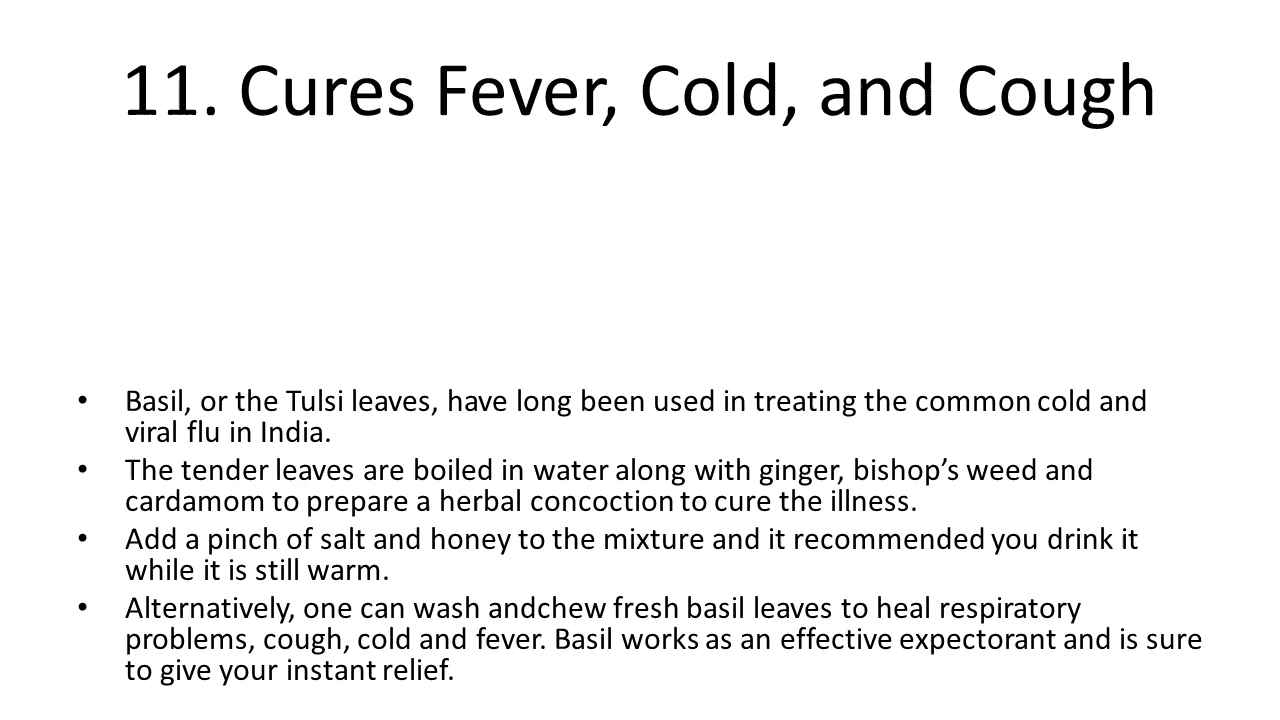 11. Cures Fever, Cold, and Cough
• Basil, or the Tulsi leaves, have long been used in treating the common cold and
viral flu in India.
• The tender leaves are boiled in water along with ginger, bishop’s weed and
cardamom to prepare a herbal concoction to cure the illness.
• Add a pinch of salt and honey to the mixture and it recommended you drink it
while it is still warm.
• Alternatively, one can wash andchew fresh basil leaves to heal respiratory
problems, cough, cold and fever. Basil works as an effective expectorant and is sure
to give your instant relief.